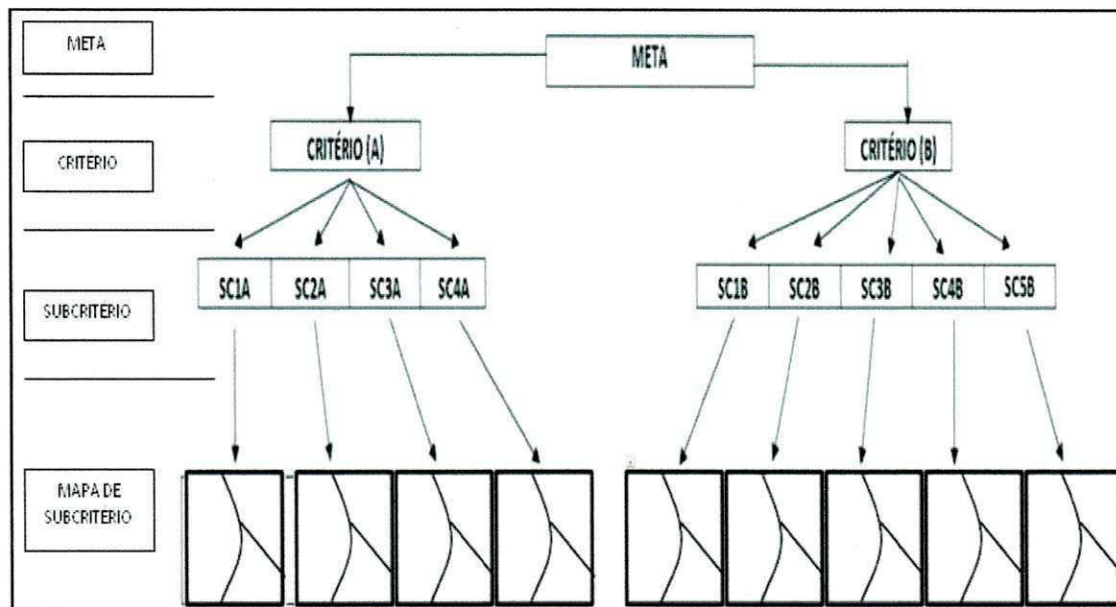 META
META
CRITÉRIO
CRITÉRIO (A)
CRITÉRIO (B)
SUBCRITÉRIO
SC1A SC2A SC3A SC4A
SC1B SC2B SC3B SC4B SC5B
MAPA DE
SUBCRITÉRIO